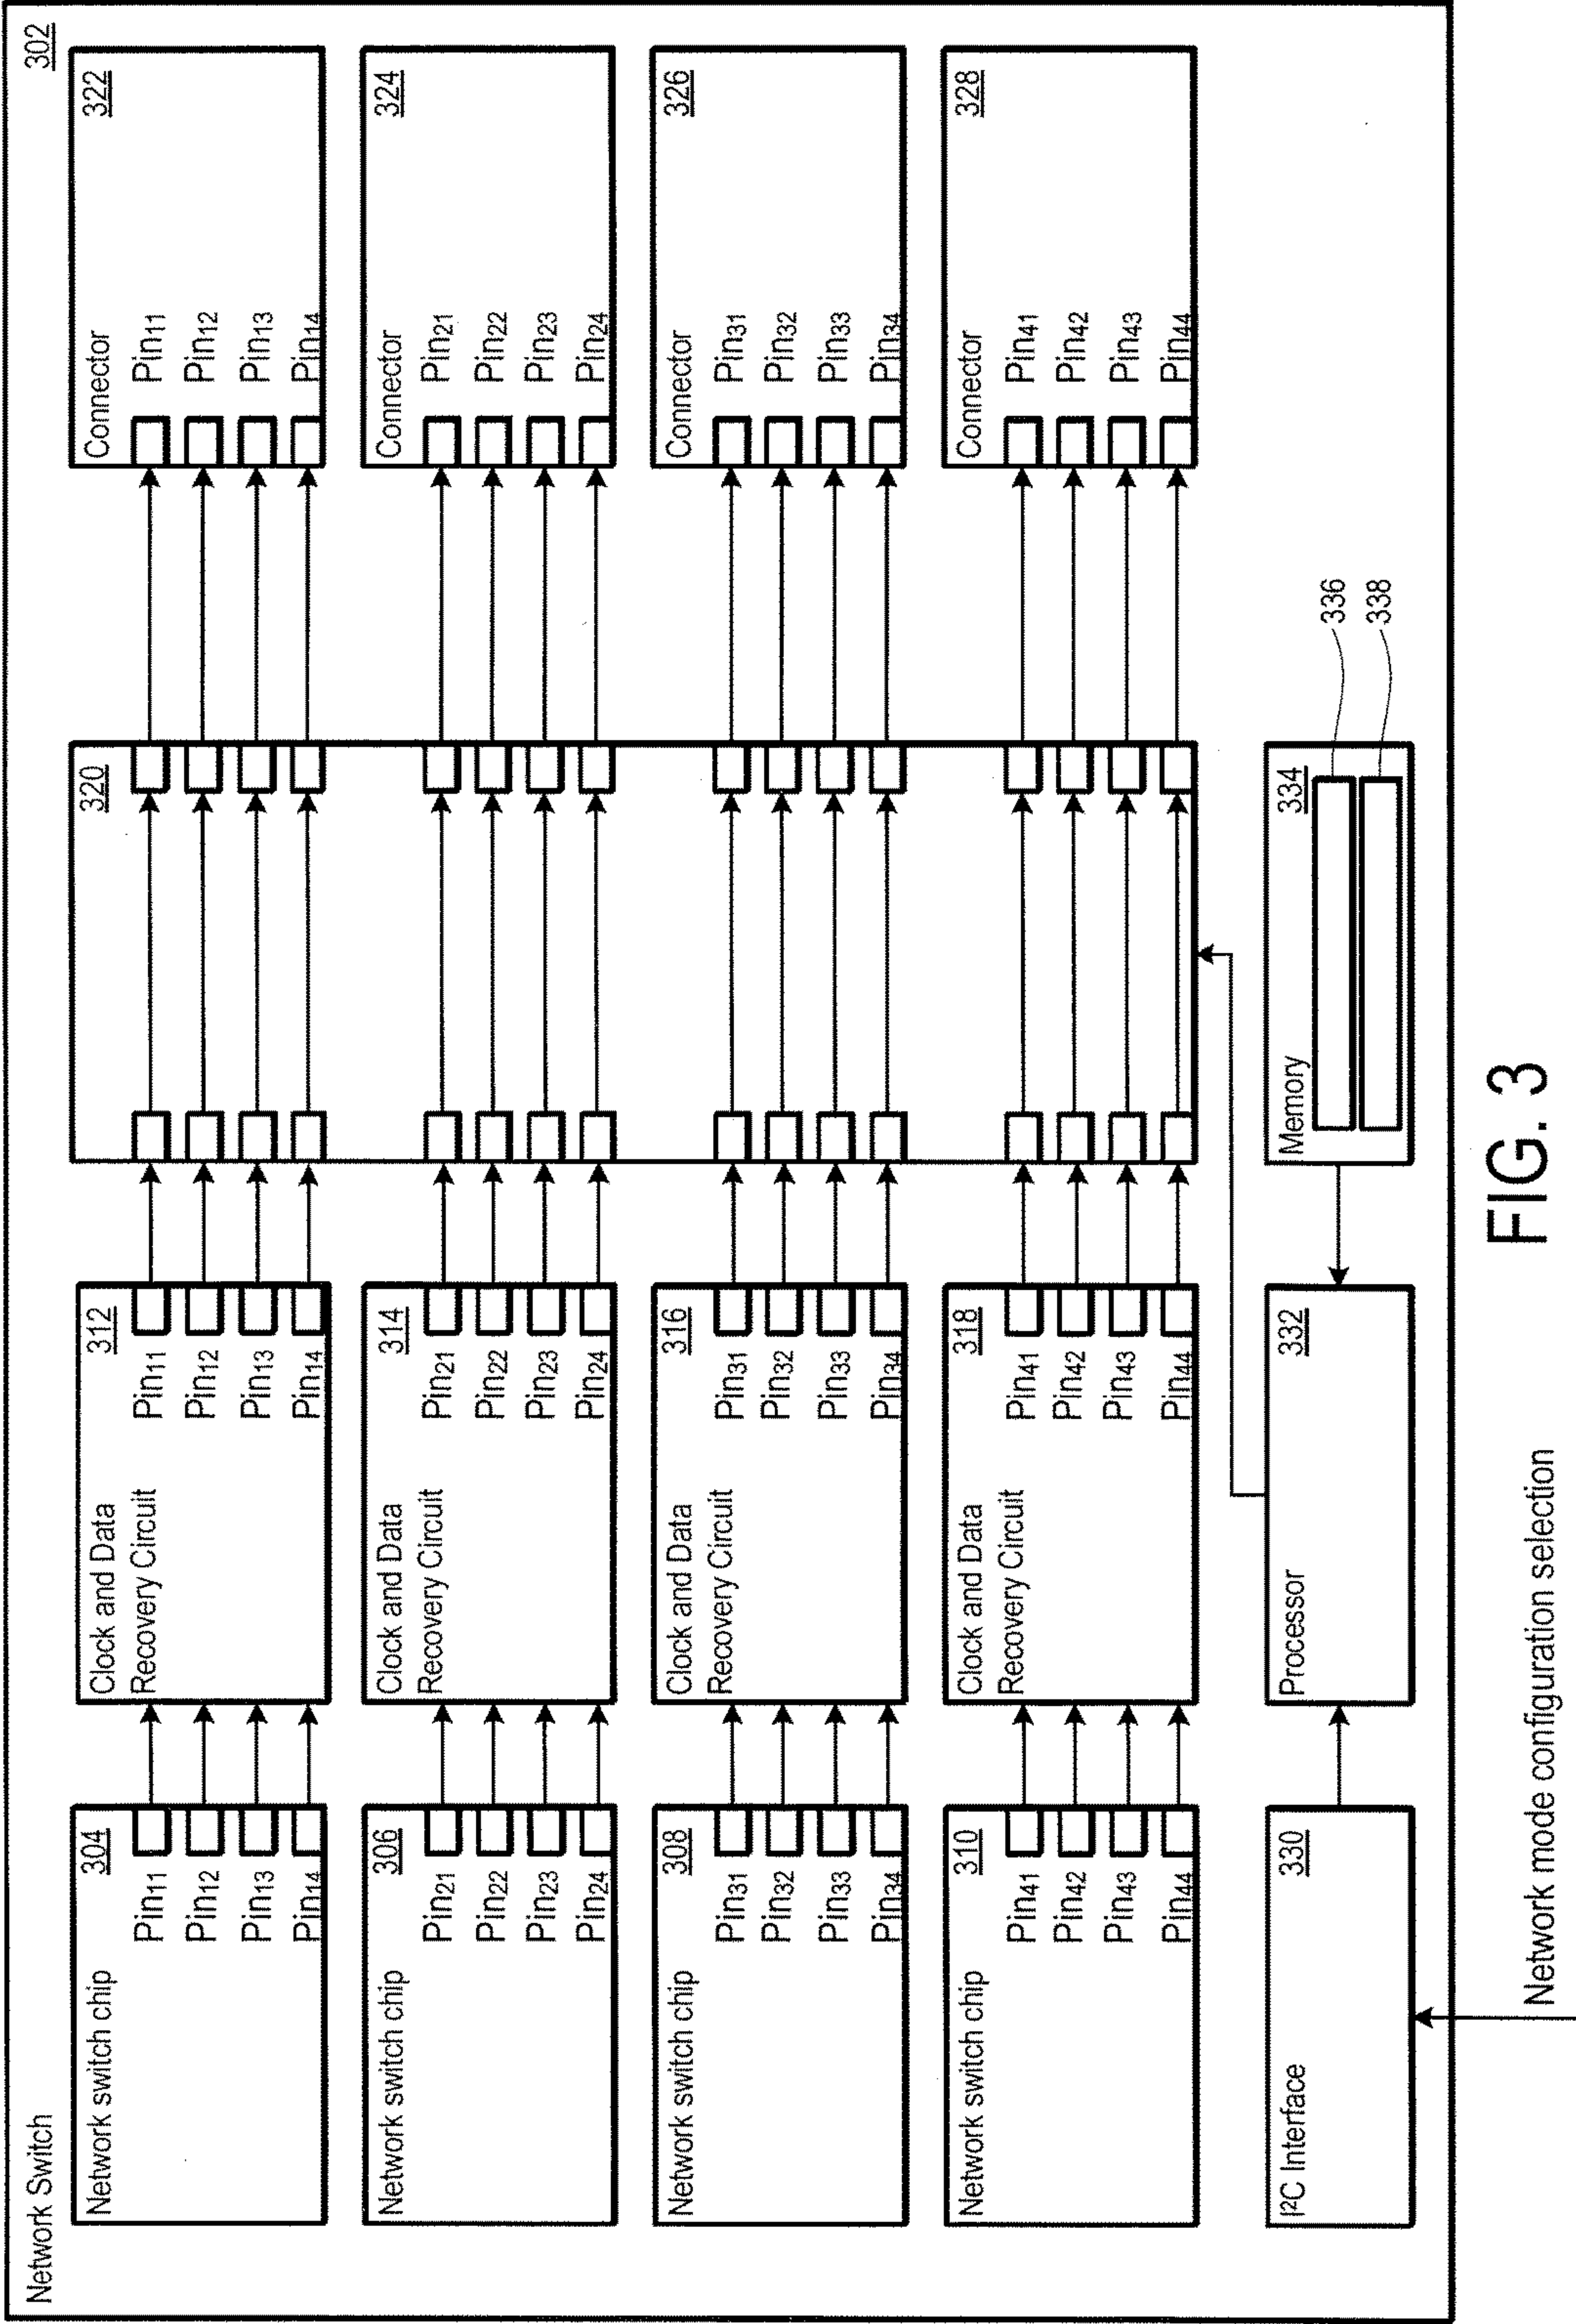 Network Switch
302
Network switch chip
304
Pin11
Pin12
Pin13
Pin14
Clock and Data
Recovery Circuit
312
Pin11
Pin12
Pin13
Pin14
320
Connector
322
Pin11
Pin12
Pin13
Pin14
Network switch chip
306
Pin21
Pin22
Pin23
Pin24
Clock and Data
Recovery Circuit
314
Pin21
Pin22
Pin23
Pin24
Connector
324
Pin21
Pin22
Pin23
Pin24
Network switch chip
308
Pin31
Pin32
Pin33
Pin34
Clock and Data
Recovery Circuit
316
Pin31
Pin32
Pin33
Pin34
Connector
326
Pin31
Pin32
Pin33
Pin34
Network switch chip
310
Pin41
Pin42
Pin43
Pin44
Clock and Data
Recovery Circuit
318
Pin41
Pin42
Pin43
Pin44
Connector
328
Pin41
Pin42
Pin43
Pin44
I²C Interface
330
Processor
332
Memory
334
336
338
Network mode configuration selection
FIG. 3